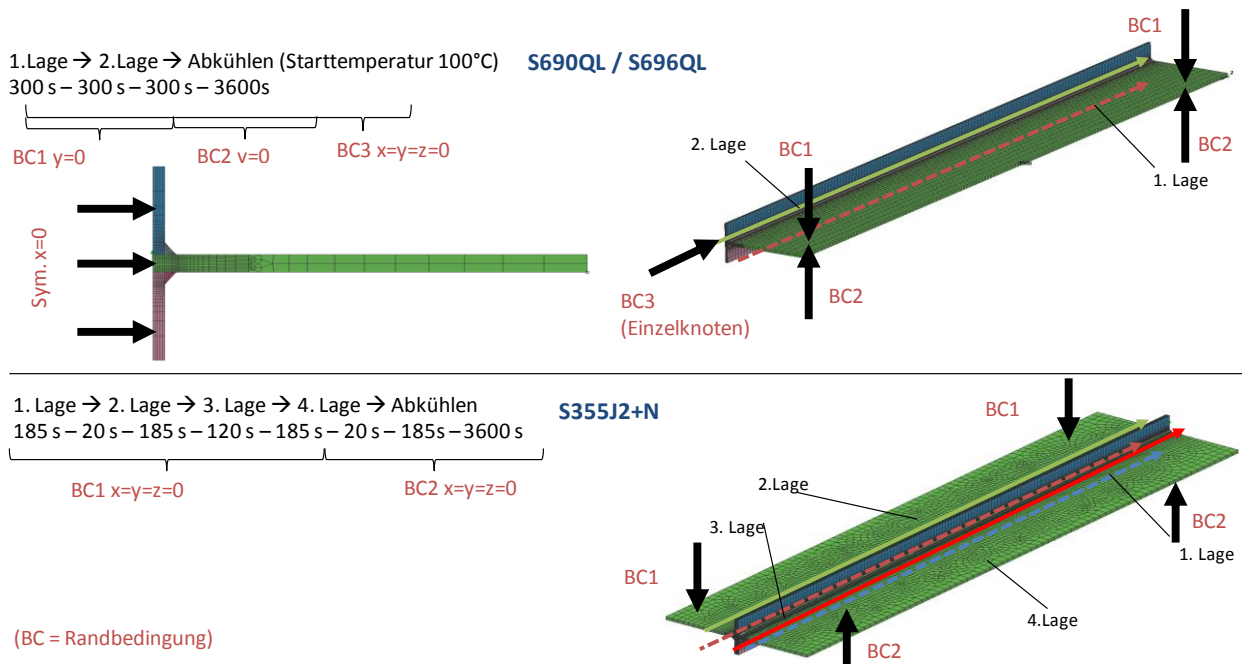 1.Lage → 2.Lage → Abkühlen (Starttemperatur 100°C)
S690QL / S696QL
300 s – 300 s – 300 s – 3600s
BC1 y=0
BC2 v=0
BC3 x=y=z=0
Sym. x=0
BC1
2. Lage
BC1
BC2
1. Lage
BC3
(Einzelknoten)
BC2
1. Lage → 2. Lage → 3. Lage → 4. Lage → Abkühlen
S355J2+N
185 s – 20 s – 185 s – 120 s – 185 s – 20 s – 185s – 3600 s
BC1 x=y=z=0
BC2 x=y=z=0
BC1
2.Lage
3. Lage
BC2
1. Lage
BC1
4.Lage
BC2
(BC = Randbedingung)